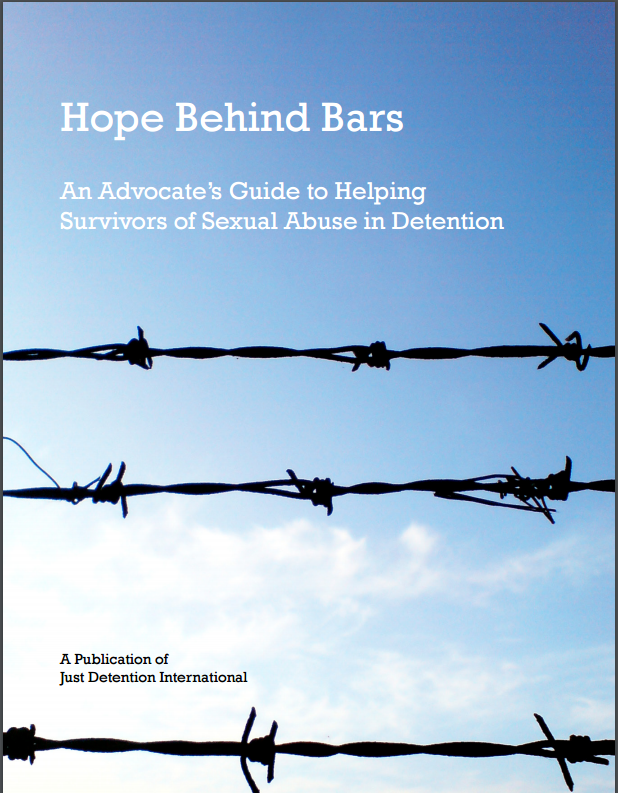 Hope Behind Bars
An Advocate’s Guide to Helping
Survivors of Sexual Abuse in Detention
A Publication of
Just Detention International